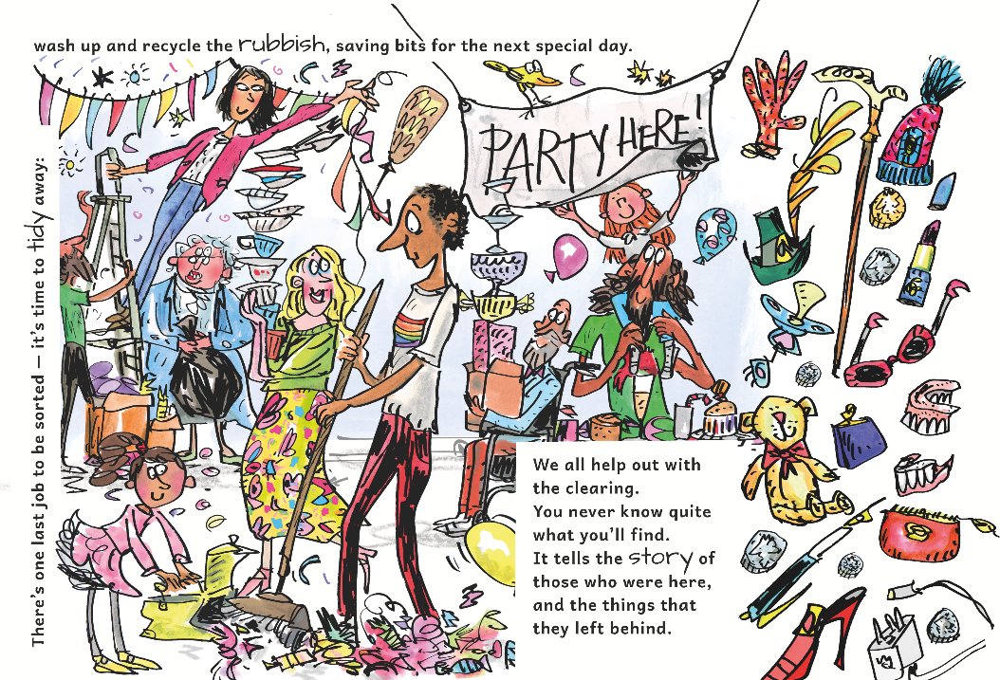 There's one last job to be sorted — it's time to tidy away:
wash up and recycle the rubbish, saving bits for the next special day.
PARTY HERE!
We all help out with
the clearing.
You never know quite
what you'll find.
It tells the story of
those who were here,
and the things that
they left behind.